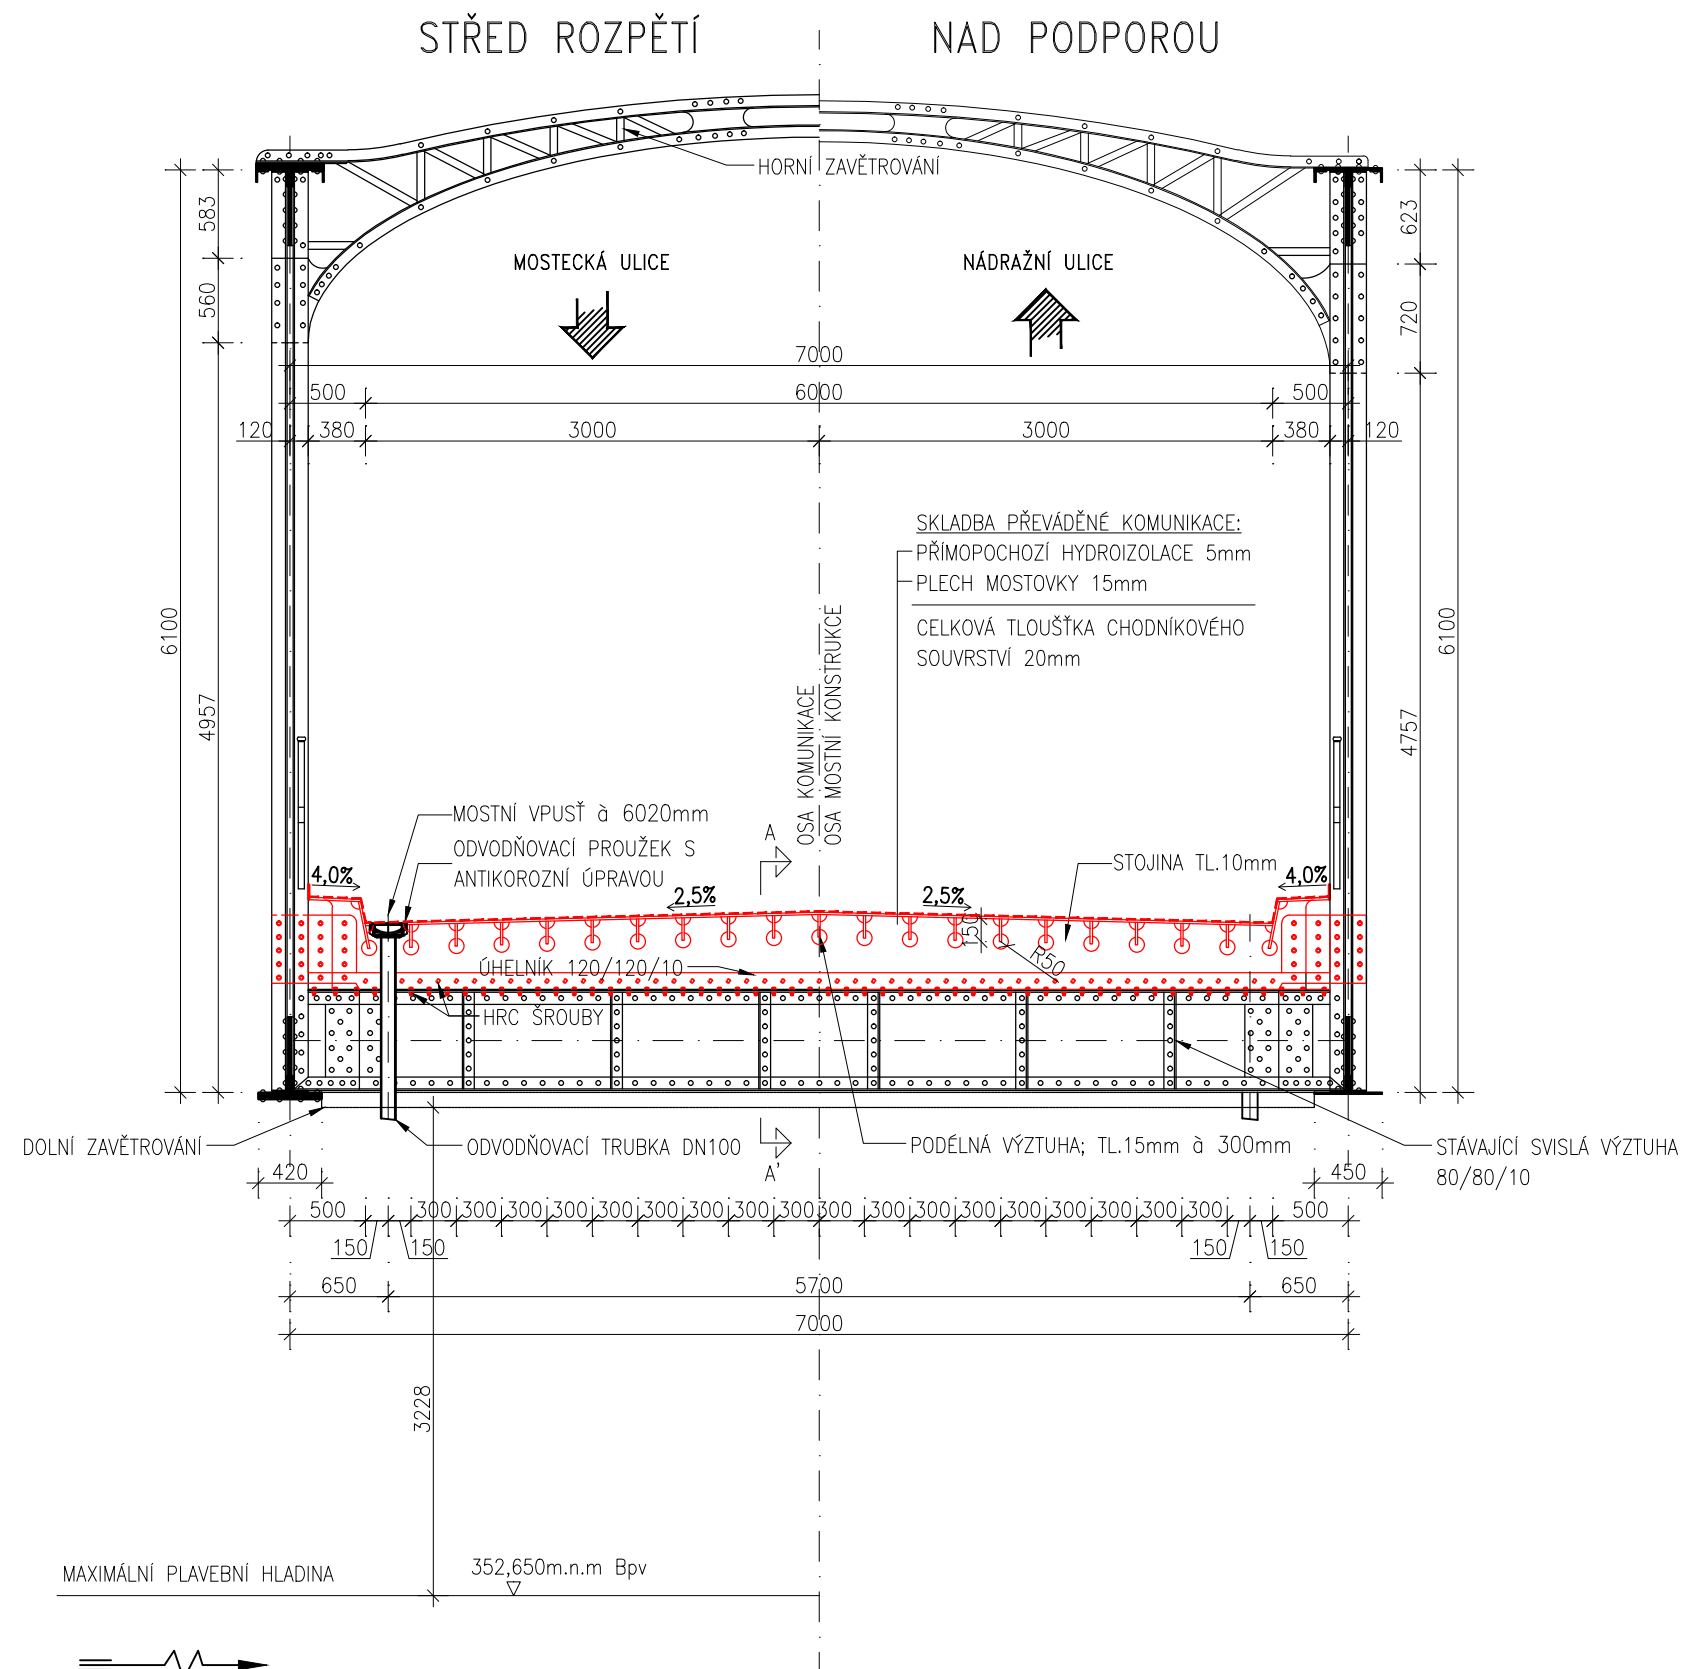 STŘED ROZPĚTÍ
NAD PODPOROU
HORNÍ ZAVĚTROVÁNÍ
583
560
623
720
MOSTECKÁ ULICE
NÁDRAŽNÍ ULICE
7000
500
6000
500
120
380
3000
3000
380
120
SKLADBA PŘEVÁDĚNÉ KOMUNIKACE:
PŘÍMOPOCHOZÍ HYDROIZOLACE 5mm
PLECH MOSTOVKY 15mm
CELKOVÁ TLOUŠŤKA CHODNÍKOVÉHO
SOUVRSTVÍ 20mm
6100
4957
6100
4757
OSA KOMUNIKACE
OSA MOSTNÍ KONSTRUKCE
MOSTNÍ VPUSŤ à 6020mm
ODVODŇOVACÍ PROUŽEK S
ANTIKOROZNÍ ÚPRAVOU
A
STOJINA TL.10mm
4,0%
2,5%
2,5%
4,0%
150
R50
ÚHELNÍK 120/120/10
HRC ŠROUBY
DOLNÍ ZAVĚTROVÁNÍ
ODVODŇOVACÍ TRUBKA DN100
A'
PODÉLNÁ VÝZTUHA; TL.15mm à 300mm
STÁVAJÍCÍ SVISLÁ VÝZTUHA
80/80/10
420
450
500
300 300 300 300 300 300 300 300 300 300 300 300 300 300 300 300 300 300
500
150
150
150
150
650
5700
650
7000
3228
MAXIMÁLNÍ PLAVEBNÍ HLADINA
352,650m.n.m Bpv